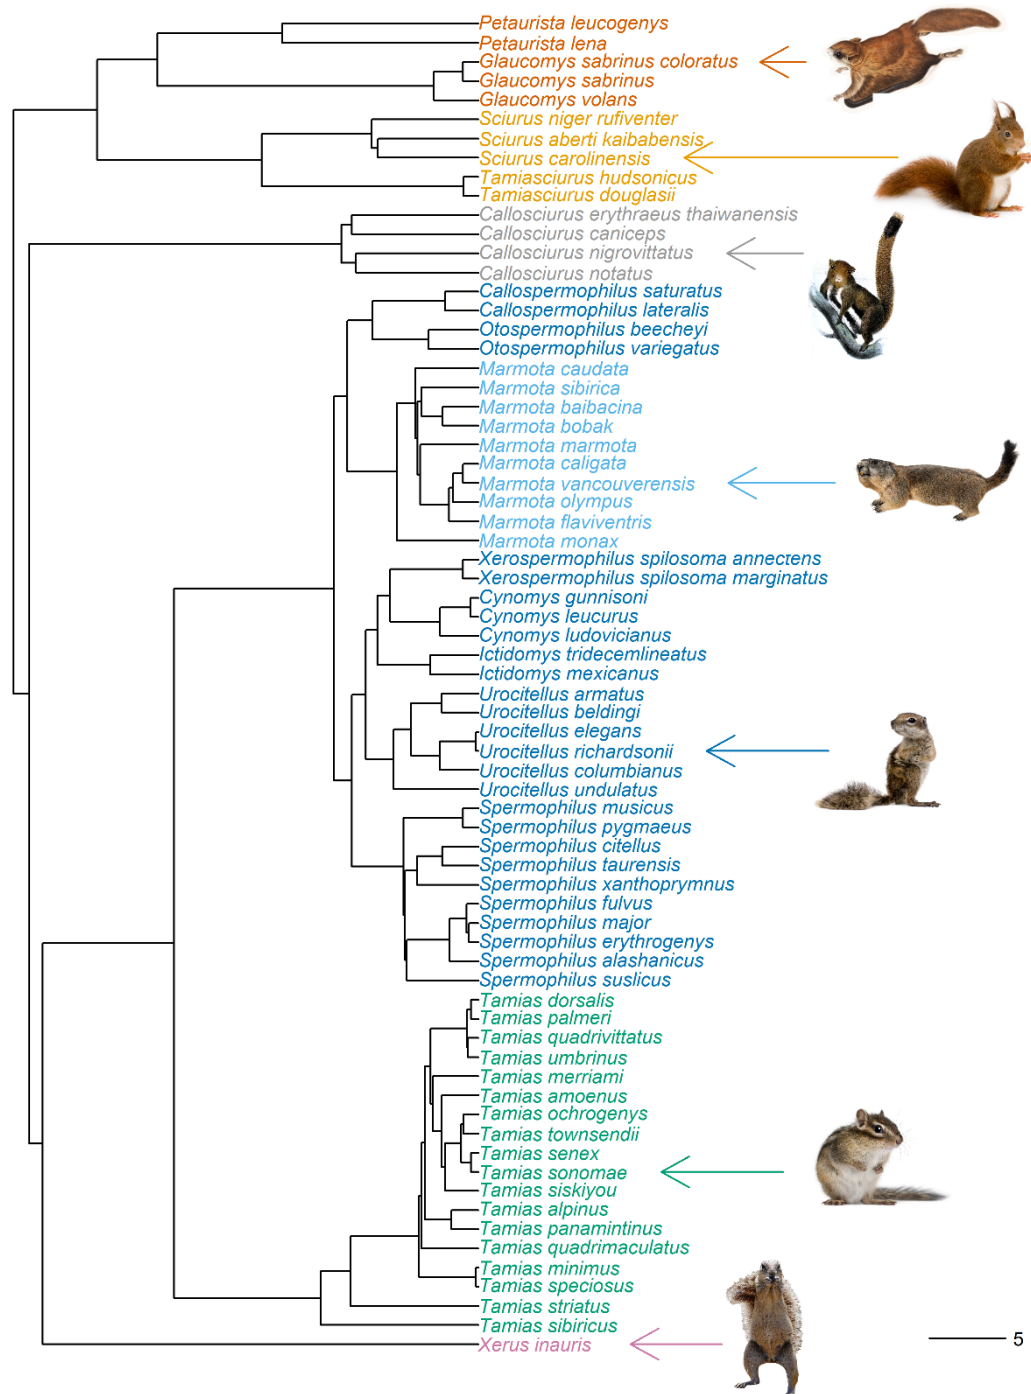 Petaurista leucogenys
Petaurista lena
Glaucomys sabrinus coloratus
Glaucomys sabrinus
Glaucomys volans
Sciurus niger rufiventer
Sciurus aberti kaibabensis
Sciurus carolinensis
Tamiasciurus hudsonicus
Tamiasciurus douglasii
Callosciurus erythraeus thaiwanensis
Callosciurus caniceps
Callosciurus nigrovittatus
Callosciurus notatus
Callospermophilus saturatus
Callospermophilus lateralis
Otospermophilus beecheyi
Otospermophilus variegatus
Marmota caudata
Marmota sibirica
Marmota baibacina
Marmota bobak
Marmota marmota
Marmota caligata
Marmota vancouverensis
Marmota olympus
Marmota flaviventris
Marmota monax
Xerospermophilus spilosoma annectens
Xerospermophilus spilosoma marginatus
Cynomys gunnisoni
Cynomys leucurus
Cynomys ludovicianus
Ictidomys tridecemlineatus
Ictidomys mexicanus
Urocitellus armatus
Urocitellus beldingi
Urocitellus elegans
Urocitellus richardsonii
Urocitellus columbianus
Urocitellus undulatus
Spermophilus musicus
Spermophilus pygmaeus
Spermophilus citellus
Spermophilus taurensis
Spermophilus xanthoprymnus
Spermophilus fulvus
Spermophilus major
Spermophilus erythrogenys
Spermophilus alashanicus
Spermophilus suslicus
Tamias dorsalis
Tamias palmeri
Tamias quadrivittatus
Tamias umbrinus
Tamias merriami
Tamias amoenus
Tamias ochrogenys
Tamias townsendii
Tamias senex
Tamias sonomae
Tamias siskiyou
Tamias alpinus
Tamias panamintinus
Tamias quadrimaculatus
Tamias minimus
Tamias speciosus
Tamias striatus
Tamias sibiricus
Xerus inauris
5